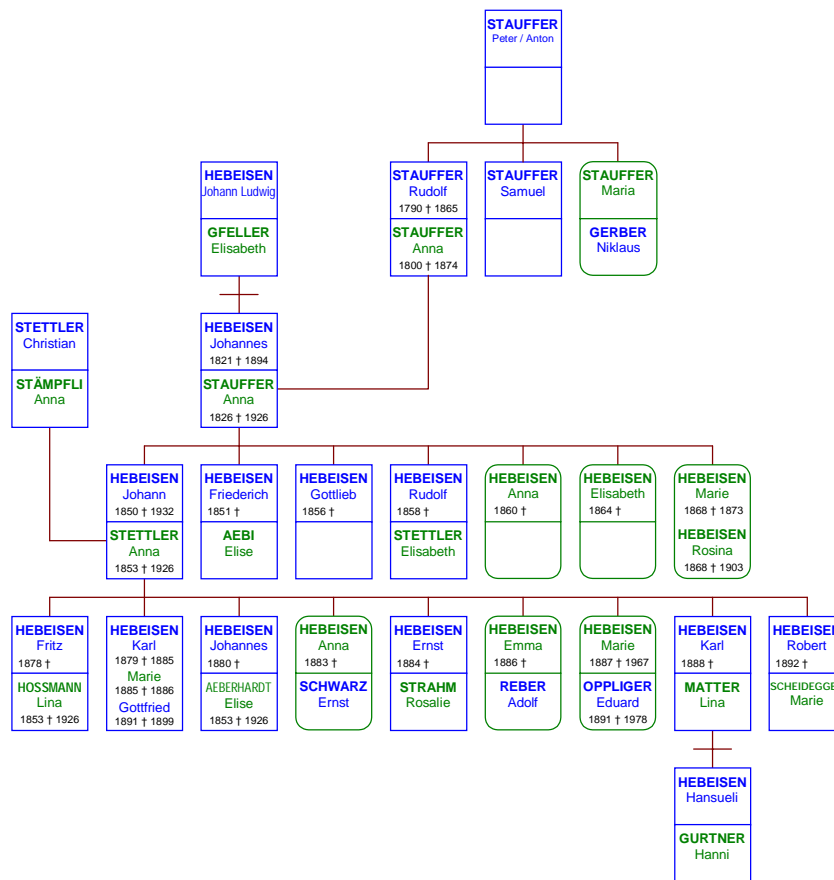 STAUFFER
Peter / Anton
HEBEISEN
Johann Ludwig
GFELLER
Elisabeth
STAUFFER
Rudolf
1790 † 1865
STAUFFER
Anna
1800 † 1874
STAUFFER
Samuel
STAUFFER
Maria
GERBER
Niklaus
STETTLER
Christian
STÄMPFLI
Anna
HEBEISEN
Johannes
1821 † 1894
STAUFFER
Anna
1826 † 1926
HEBEISEN
Johann
1850 † 1932
STETTLER
Anna
1853 † 1926
HEBEISEN
Friederich
1851 †
AEBI
Elise
HEBEISEN
Gottlieb
1856 †
HEBEISEN
Rudolf
1858 †
STETTLER
Elisabeth
HEBEISEN
Anna
1860 †
HEBEISEN
Elisabeth
1864 †
HEBEISEN
Marie
1868 † 1873
HEBEISEN
Rosina
1868 † 1903
HEBEISEN
Fritz
1878 †
HOSSMANN
Lina
1853 † 1926
HEBEISEN
Karl
1879 † 1885
Marie
1885 † 1886
Gottfried
1891 † 1899
HEBEISEN
Johannes
1880 †
AEBERHARDT
Elise
1853 † 1926
HEBEISEN
Anna
1883 †
SCHWARZ
Ernst
HEBEISEN
Ernst
1884 †
STRAHM
Rosalie
HEBEISEN
Emma
1886 †
REBER
Adolf
HEBEISEN
Marie
1887 † 1967
OPPLIGER
Eduard
1891 † 1978
HEBEISEN
Karl
1888 †
MATTER
Lina
HEBEISEN
Robert
1892 †
SCHEIDEGGE
Marie
HEBEISEN
Hansueli
GURTNER
Hanni